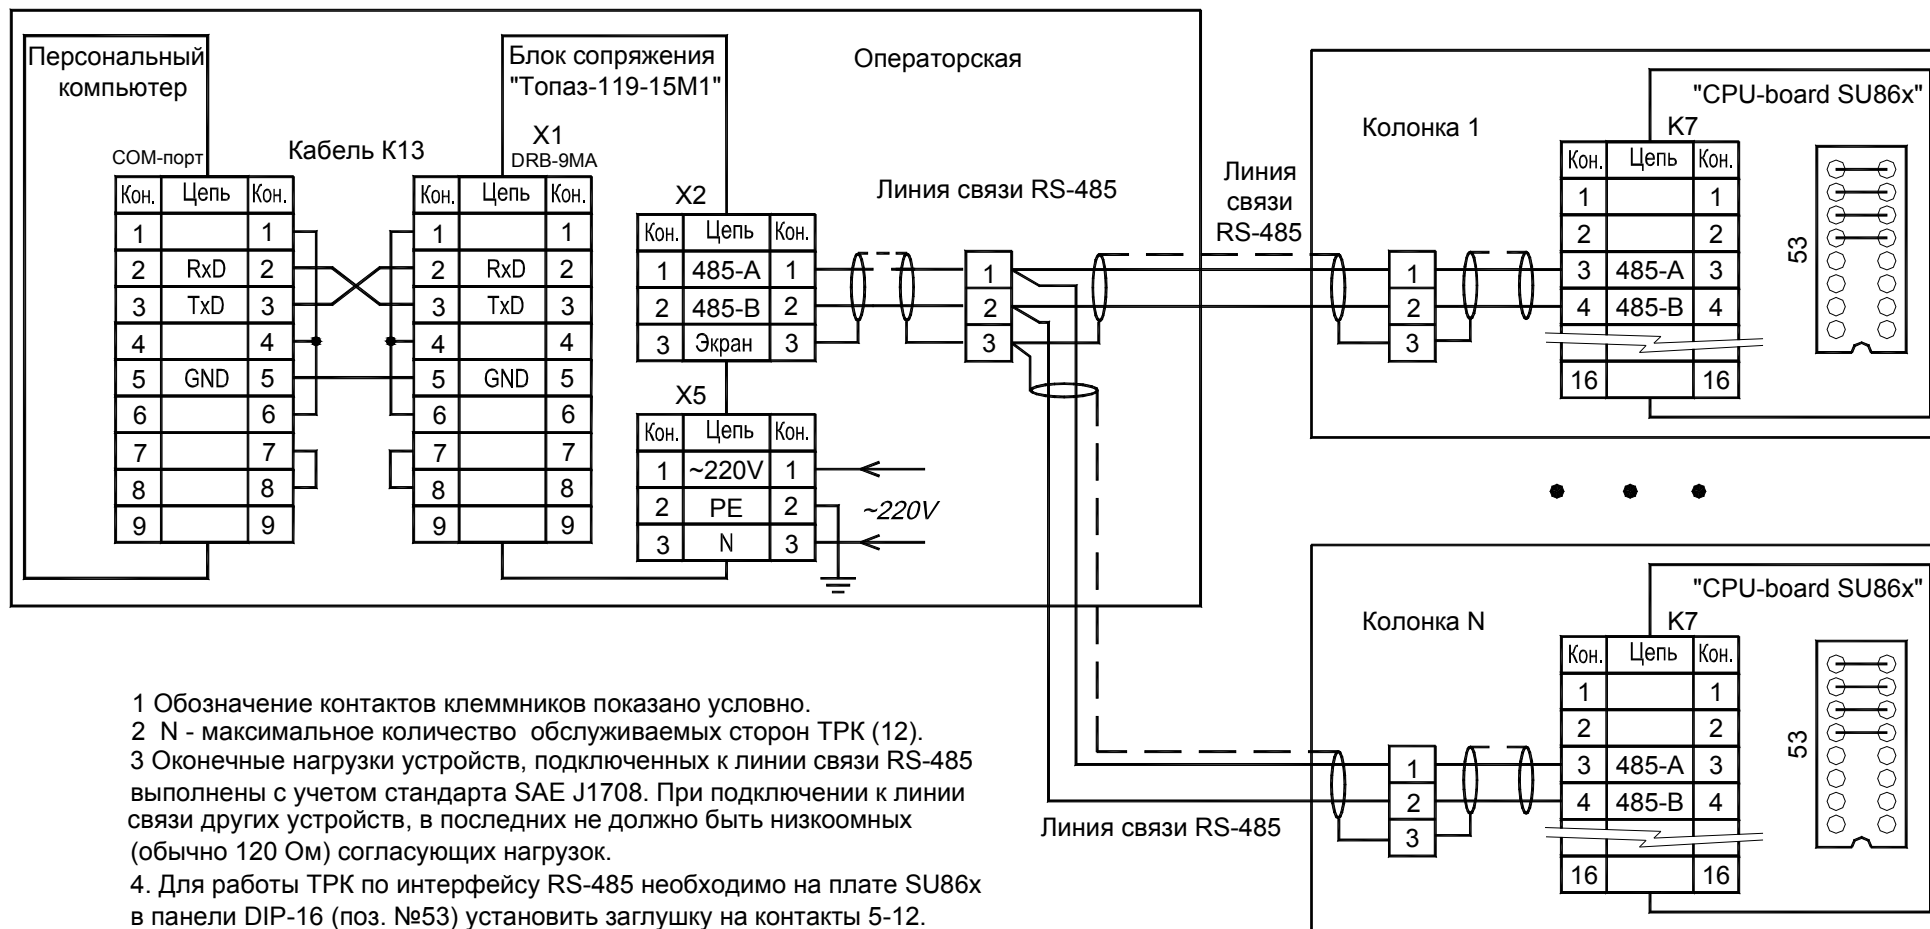 Персональный
компьютер
COM-порт
Кон. Цепь Кон.
1 1
2 RxD 2
3 TxD 3
4 4
5 GND 5
6 6
7 7
8 8
9 9
Кабель К13
Блок сопряжения
"Топаз-119-15М1"
X1
DRB-9MA
Кон. Цепь Кон.
1 1
2 RxD 2
3 TxD 3
4 4
5 GND 5
6 6
7 7
8 8
9 9
Операторская
X2
Кон. Цепь Кон.
1 485-A 1
2 485-B 2
3 Экран 3
X5
Кон. Цепь Кон.
1 ~220V 1
2 PE 2
3 N 3
~220V
Линия связи RS-485
1
2
3
Линия
связи
RS-485
Колонка 1
1
2
3
"CPU-board SU86x"
K7
Кон. Цепь Кон.
1 1
2 2
3 485-A 3
4 485-B 4
16 16
53
Колонка N
Линия связи RS-485
1
2
3
"CPU-board SU86x"
K7
Кон. Цепь Кон.
1 1
2 2
3 485-A 3
4 485-B 4
16 16
53
1 Обозначение контактов клеммников показано условно.
2 N - максимальное количество обслуживаемых сторон ТРК (12).
3 Оконечные нагрузки устройств, подключенных к линии связи RS-485
выполнены с учетом стандарта SAE J1708. При подключении к линии
связи других устройств, в последних не должно быть низкоомных
(обычно 120 Ом) согласующих нагрузок.
4. Для работы ТРК по интерфейсу RS-485 необходимо на плате SU86x
в панели DIP-16 (поз. №53) установить заглушку на контакты 5-12.